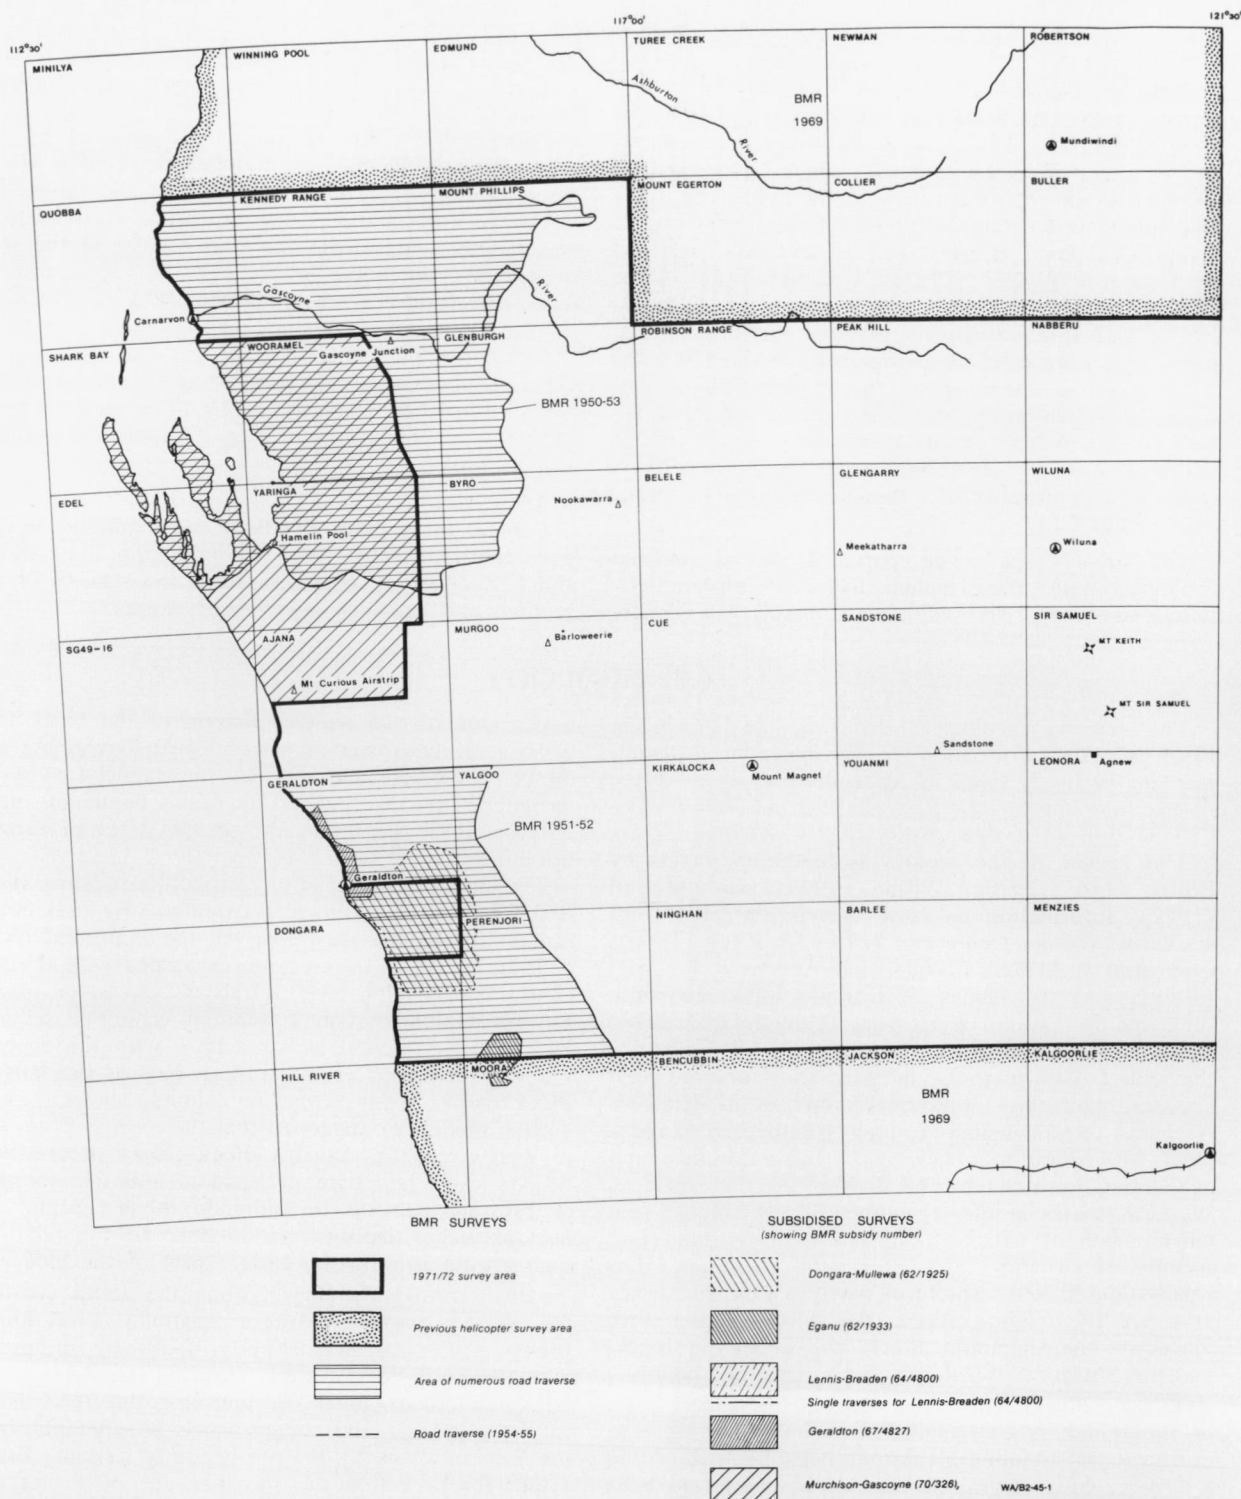 117°00'
121°30'
112°30'
MINILYA
WINNING POOL
EDMUND
TUREE CREEK
NEWMAN
ROBERTSON
Ashburton
River
BMR
1969
Mundiwindi
QUOBBA
KENNEDY RANGE
MOUNT PHILLIPS
MOUNT EGERTON
COLLIER
BULLER
Gascoyne
River
Carnarvon
SHARK BAY
WOORAMEL
Gascoyne Junction
GLENBURGH
ROBINSON RANGE
PEAK HILL
NABBERU
BMR 1950-53
EDEL
YARINGA
BYRO
BELELE
GLENGARRY
WILUNA
Nookawarra
Hamelin Pool
Meekatharra
Wiluna
SG49-16
AJANA
MURGOO
CUE
SANDSTONE
SIR SAMUEL
Barloweerie
MT KEITH
Mt Curious Airstrip
MT SIR SAMUEL
Sandstone
GERALDTON
YALGOO
KIRKALOCKA
Mount Magnet
YOUANMI
LEONORA
Agnew
BMR 1951-52
Geraldton
DONGARA
PERENJORI
NINGHAN
BARLEE
MENZIES
HILL RIVER
MOORA
BENCUBBIN
JACKSON
KALGOORLIE
BMR
1969
Kalgoorlie
BMR SURVEYS
1971/72 survey area
Previous helicopter survey area
Area of numerous road traverse
Road traverse (1954-55)
SUBSIDISED SURVEYS
(showing BMR subsidy number)
Dongara-Mullewa (62/1925)
Eganu (62/1933)
Lennis-Breaden (64/4800)
Single traverses for Lennis-Breaden (64/4800)
Geraldton (67/4827)
Murchison-Gascoyne (70/326),
WA/B2-45-1